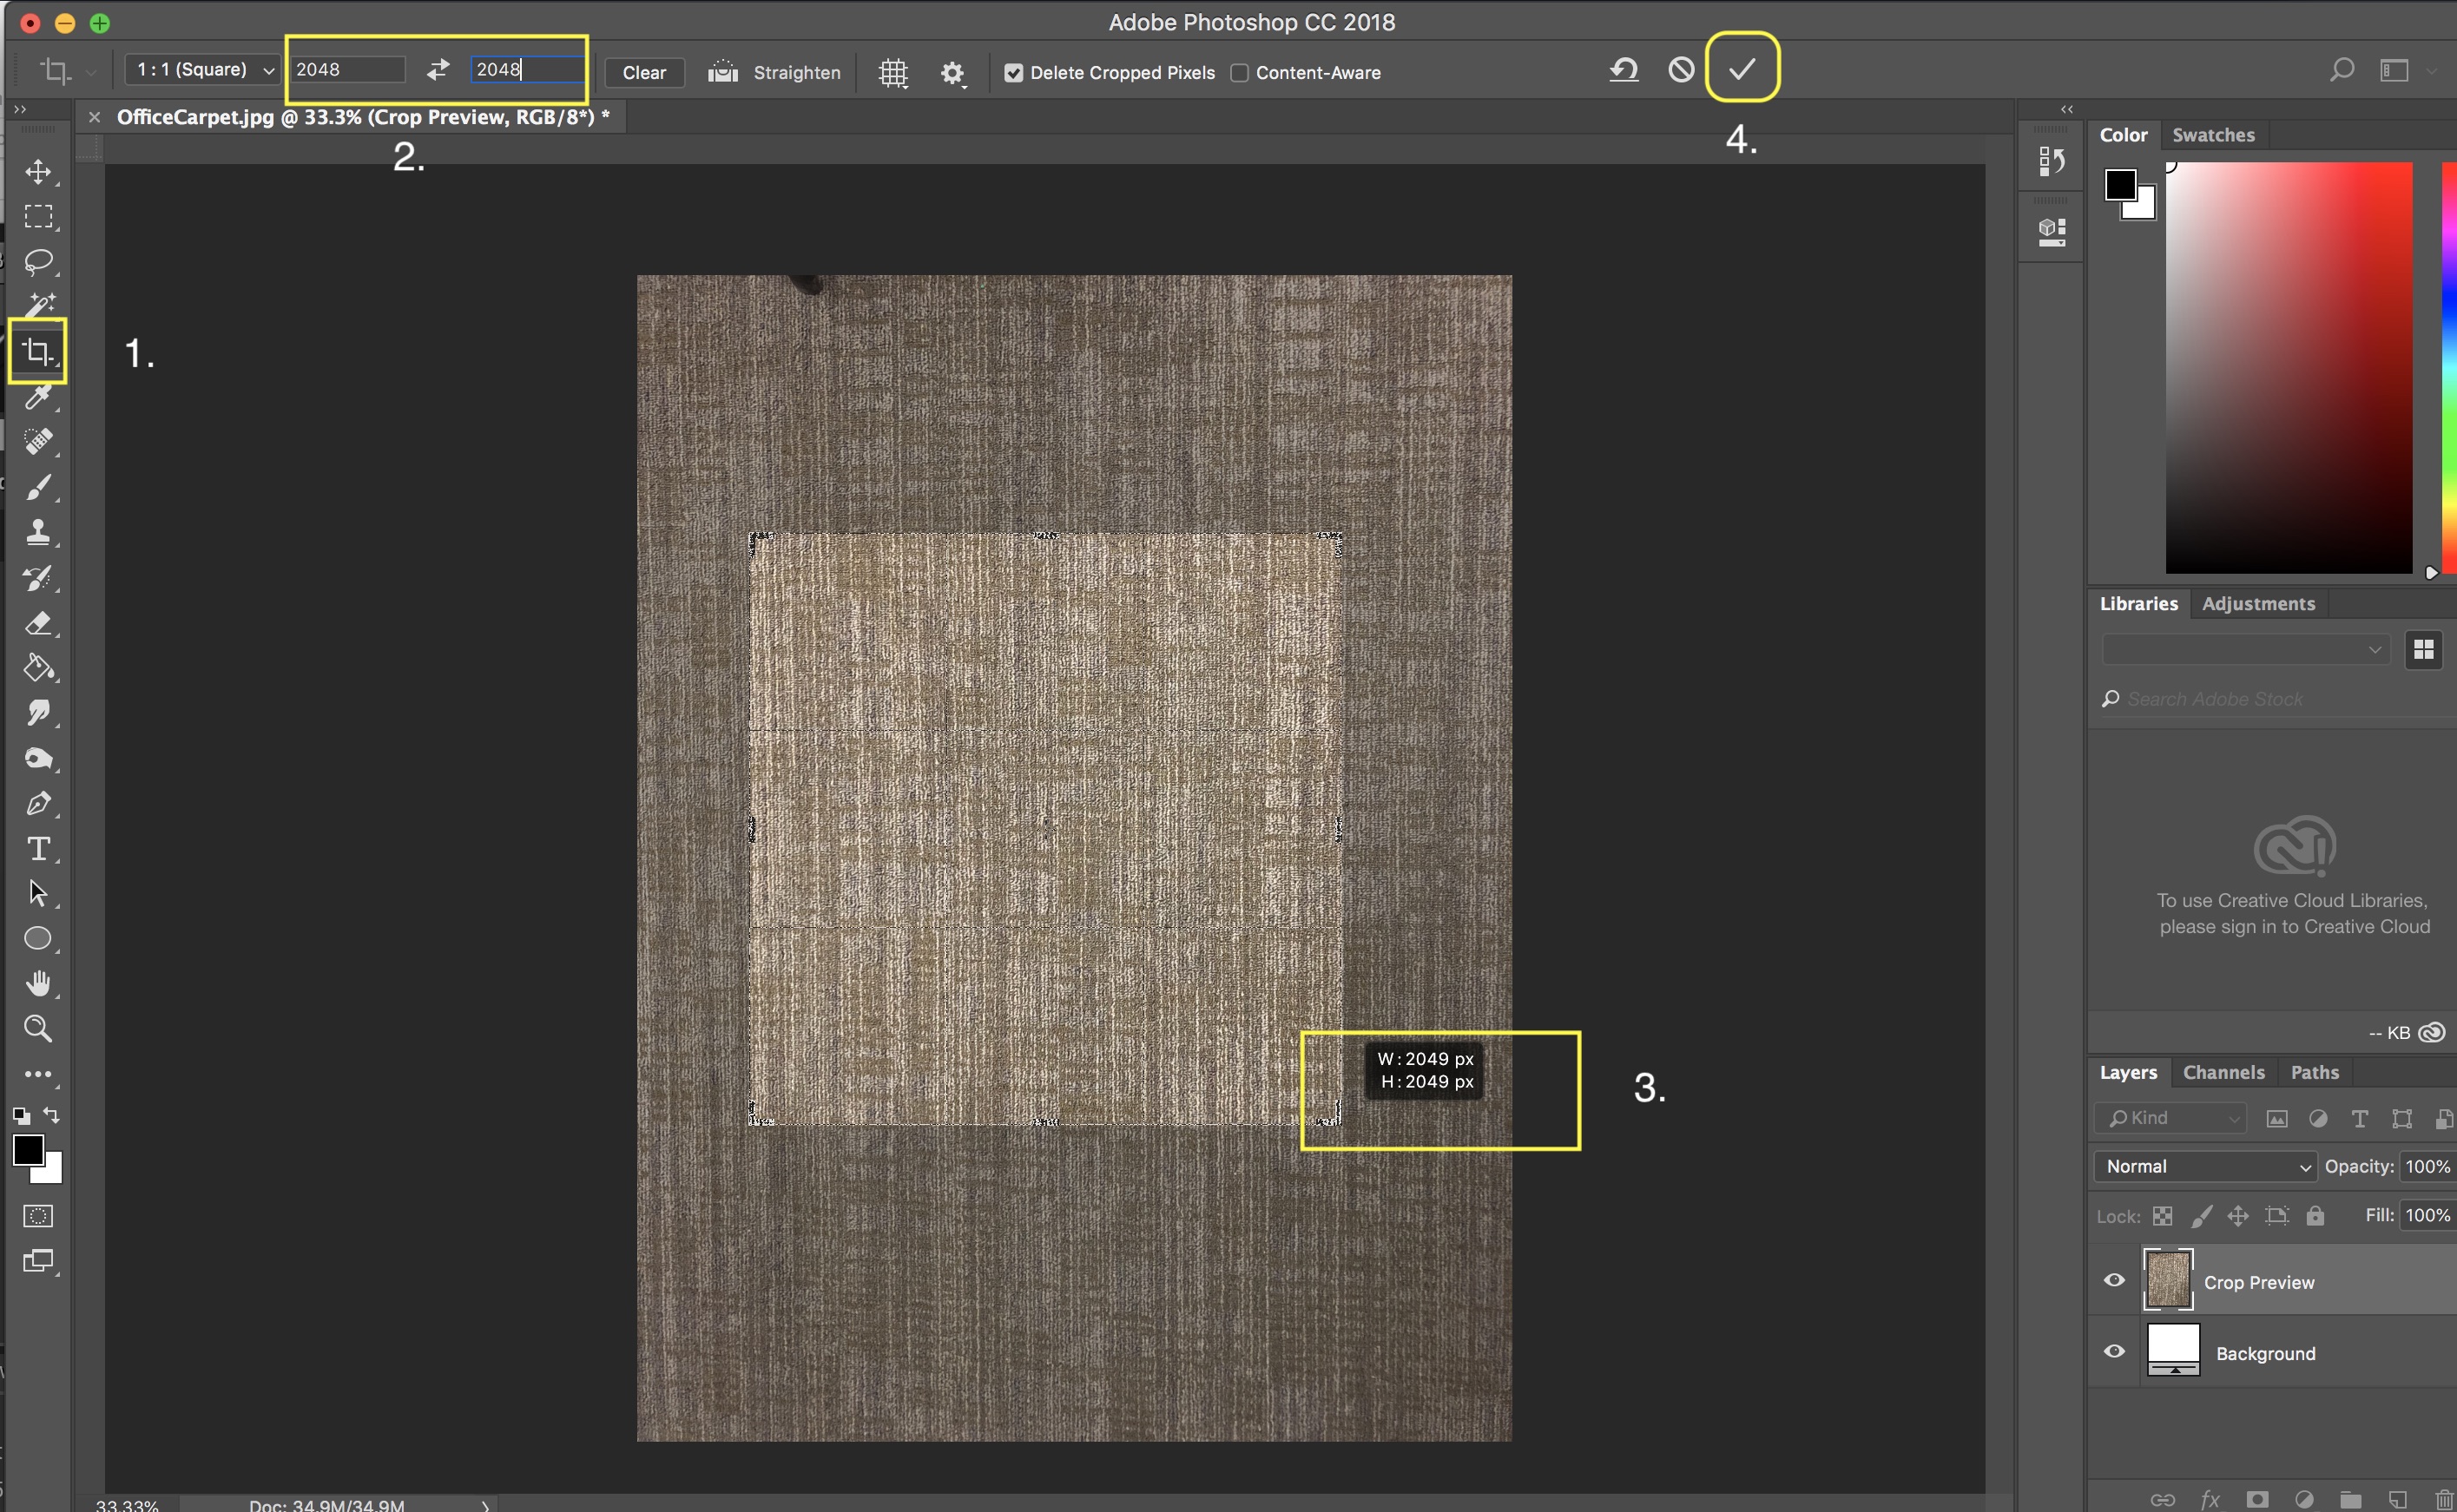 Adobe Photoshop CC 2018
1 : 1 (Square) 2048 2048 Clear Straighten Delete Cropped Pixels Content-Aware
OfficeCarpet.jpg @ 33.3% (Crop Preview, RGB/8*) *
2.
4.
Color Swatches
1.
Libraries Adjustments
Search Adobe Stock
To use Creative Cloud Libraries,
please sign in to Creative Cloud
-- KB
W : 2049 px
H : 2049 px
3.
Layers Channels Paths
Kind
Normal Opacity: 100%
Lock: Fill: 100%
Crop Preview
Background
fx
33.33% Doc: 34.9M/34.9M